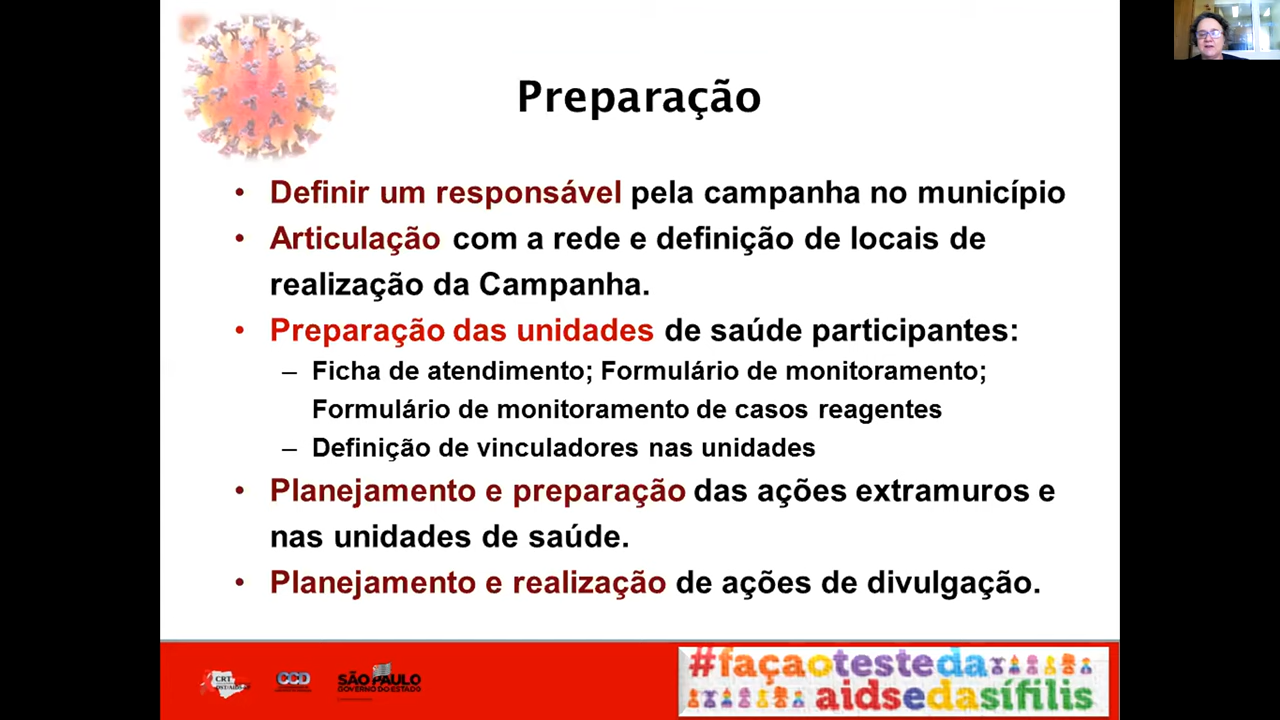 Preparação
• Definir um responsável pela campanha no município
• Articulação com a rede e definição de locais de
realização da Campanha.
• Preparação das unidades de saúde participantes:
– Ficha de atendimento; Formulário de monitoramento;
Formulário de monitoramento de casos reagentes
– Definição de vinculadores nas unidades
• Planejamento e preparação das ações extramuros e
nas unidades de saúde.
• Planejamento e realização de ações de divulgação.
CRT
DST/AIDS
CCD
SÃO PAULO
GOVERNO DO ESTADO
#façaotesteda
aidsedasífilis